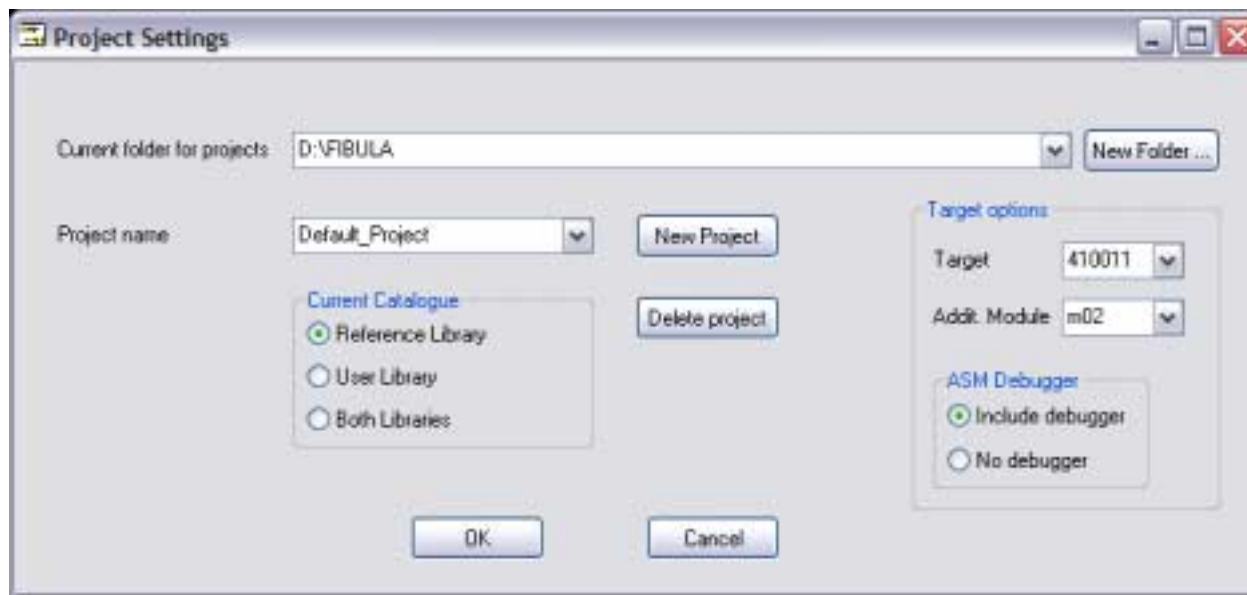 Project Settings
Current folder for projects D:\FIBULA New Folder ...
Project name Default_Project New Project
Target options
Target 410011
Current Catalogue
Reference Library
Delete project
Addit. Module m02
User Library
Both Libraries
ASM Debugger
Include debugger
No debugger
OK Cancel